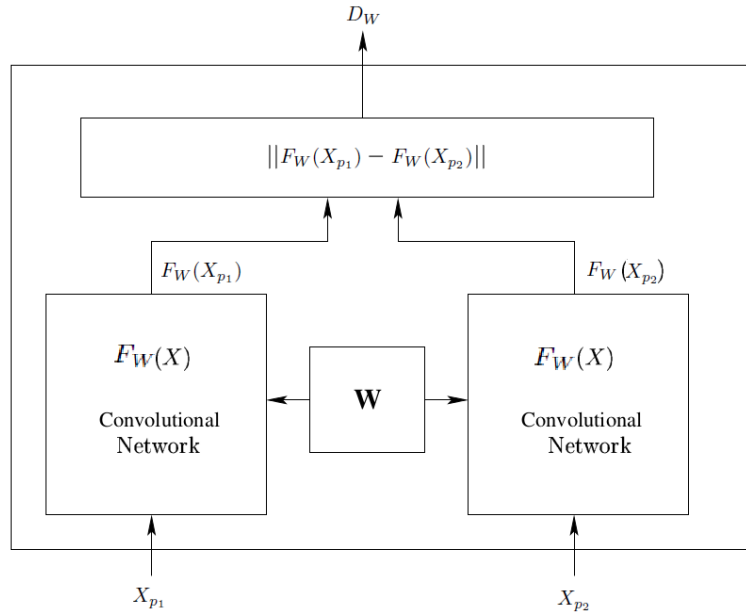 D_W
||F_W(X_{p_1}) − F_W(X_{p_2})||
F_W(X_{p_1})
F_W(X_{p_2})
F_W(X)
Convolutional
Network
W
F_W(X)
Convolutional
Network
X_{p_1}
X_{p_2}